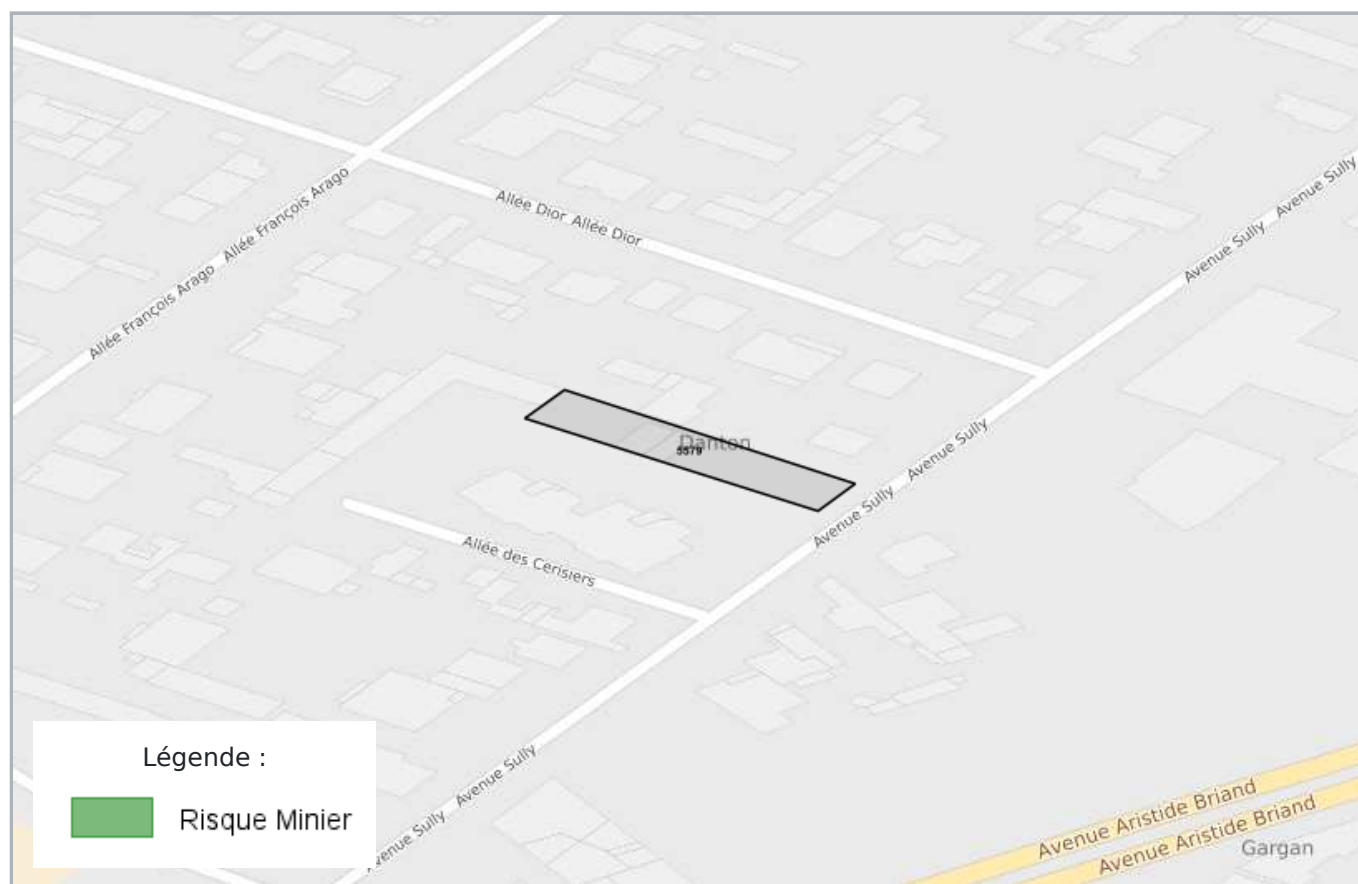 Allée Dior Allée Dior
Allée François Arago Allée François Arago
Avenue Sully Avenue Sully
Avenue Sully Avenue Sully
Danton
5579
Allée des Cerisiers
Avenue Sully Avenue Sully
Légende :
Risque Minier
Avenue Aristide Briand
Avenue Aristide Briand
Gargan